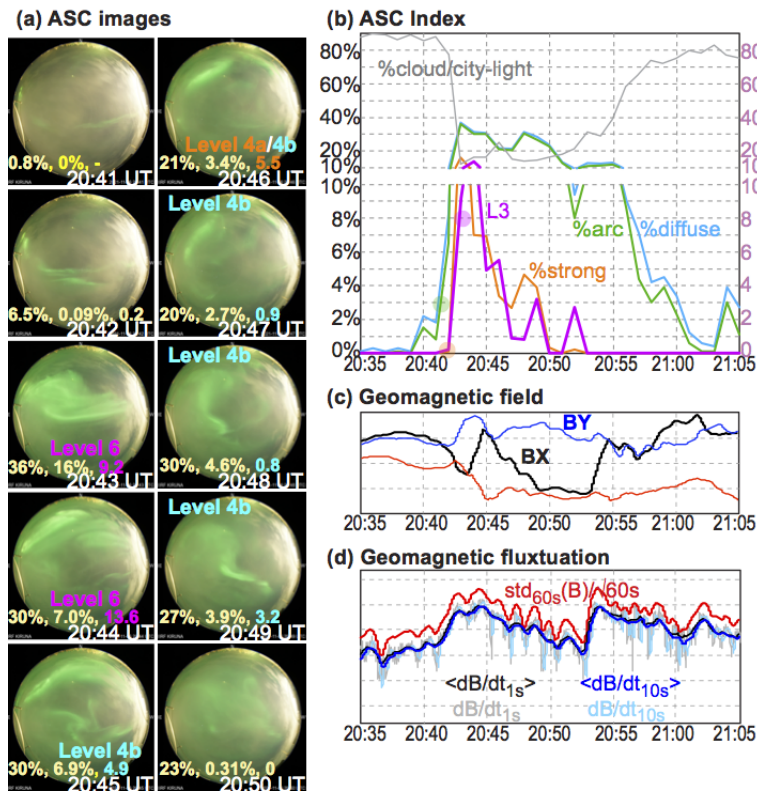 (a) ASC images
0.8%, 0%, -
20:41 UT
Level 4a/4b
21%, 3.4%, 5.5
20:46 UT
6.5%, 0.09%, 0.2
20:42 UT
Level 4b
20%, 2.7%, 0.9
20:47 UT
Level 6
36%, 16%, 9.2
20:43 UT
Level 4b
30%, 4.6%, 0.8
20:48 UT
Level 6
30%, 7.0%, 13.6
20:44 UT
Level 4b
27%, 3.9%, 3.2
20:49 UT
Level 4b
30%, 6.9%, 4.9
20:45 UT
23%, 0.31%, 0
20:50 UT
(b) ASC Index
80%
60%
40%
20%
10%
10%
8%
6%
4%
2%
0%
%cloud/city-light
L3
%arc
%diffuse
%strong
80
60
40
20
10
8
6
4
2
0
20:35 20:40 20:45 20:50 20:55 21:00 21:05
(c) Geomagnetic field
BY
BX
20:35 20:40 20:45 20:50 20:55 21:00 21:05
(d) Geomagnetic fluxtuation
std60s(B)/√60s
<dB/dt1s> <dB/dt10s>
dB/dt1s dB/dt10s
20:35 20:40 20:45 20:50 20:55 21:00 21:05